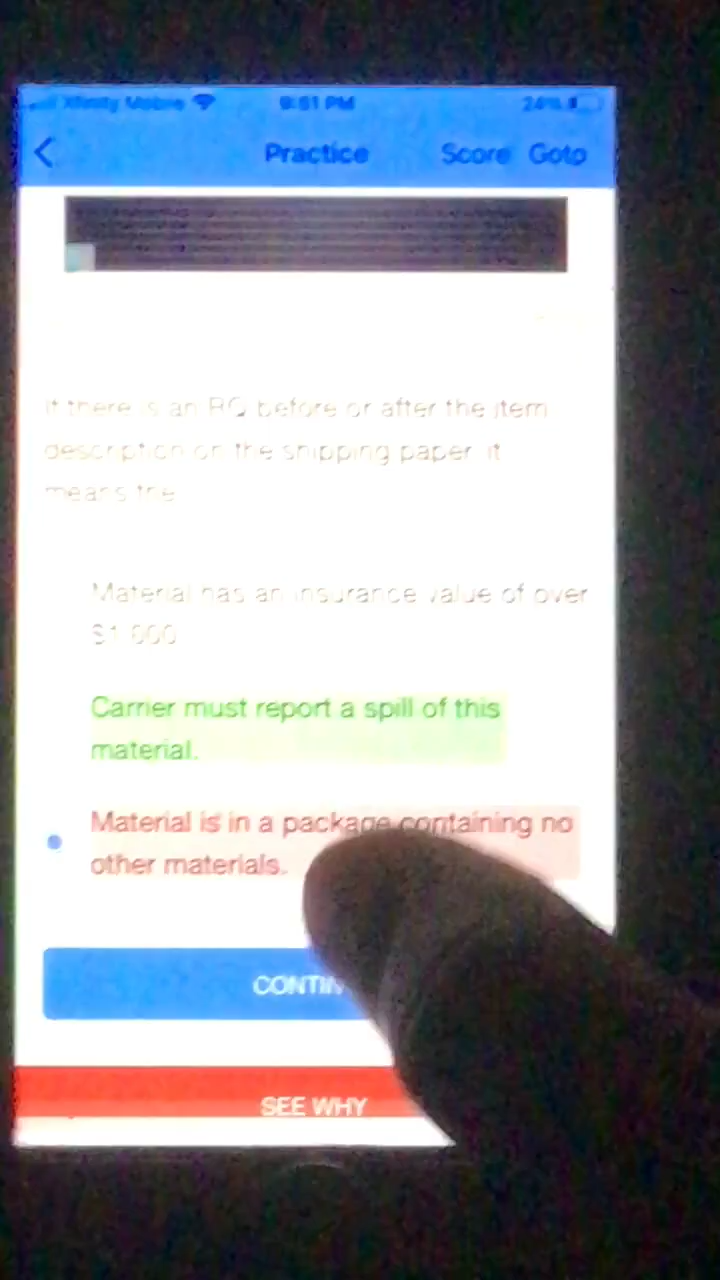 Xfinity Mobile 9:51 PM 24%
Practice Score Goto
If there is an RQ before or after the item
description on the shipping paper it
means the
Material has an insurance value of over
$1 000
Carrier must report a spill of this
material.
Material is in a package containing no
other materials.
CONTIN
SEE WHY